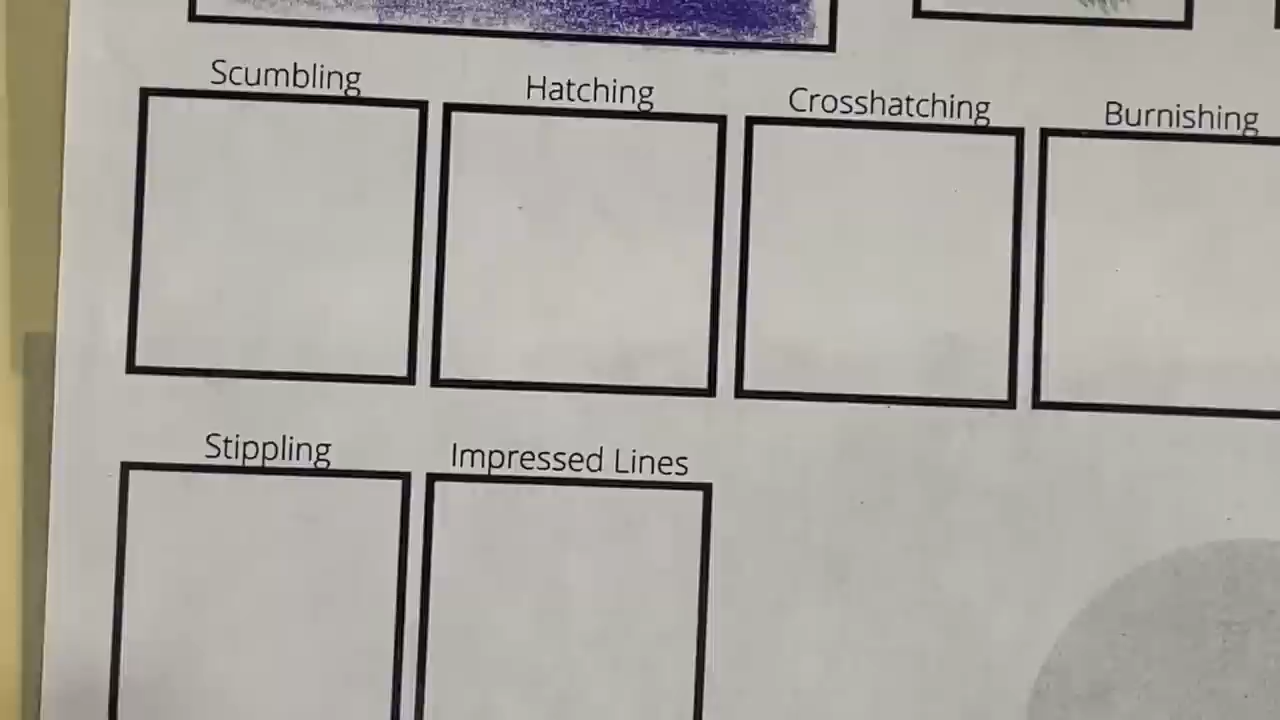 Scumbling
Hatching
Crosshatching
Burnishing
Stippling
Impressed Lines